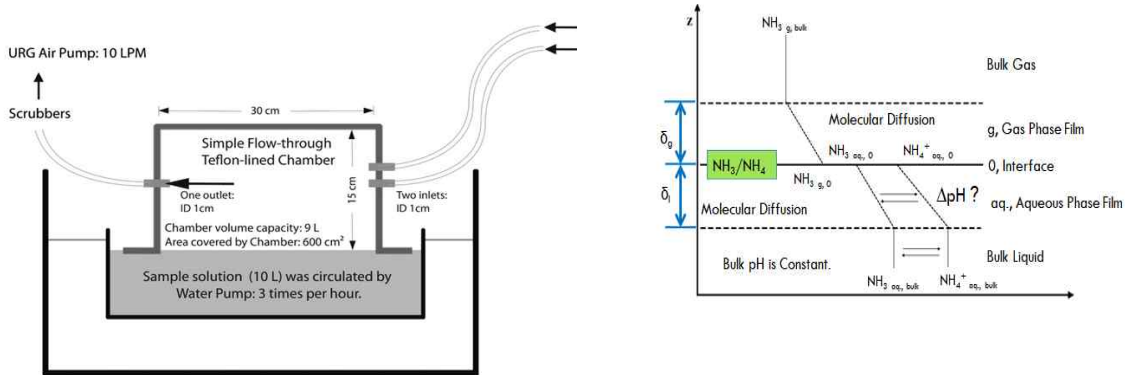 URG Air Pump: 10 LPM
Scrubbers
30 cm
Simple Flow-through
Teflon-lined Chamber
15 cm
One outlet:
ID 1cm
Two inlets:
ID 1cm
Chamber volume capacity: 9 L
Area covered by Chamber: 600 cm²
Sample solution (10 L) was circulated by
Water Pump: 3 times per hour.
z
NH₃ g, bulk
Bulk Gas
δg
Molecular Diffusion
g, Gas Phase Film
NH₃ aq., 0
NH₄⁺ aq., 0
NH₃/NH₄
0, Interface
NH₃ g, 0
δl
ΔpH ?
aq., Aqueous Phase Film
Molecular Diffusion
Bulk pH is Constant.
Bulk Liquid
NH₃ aq., bulk
NH₄⁺ aq., bulk